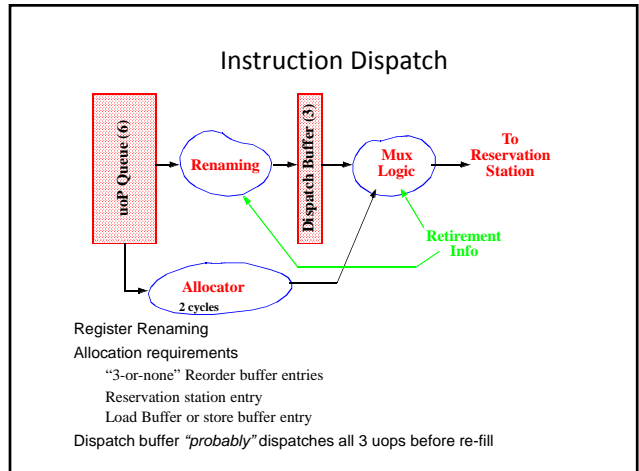 Instruction Dispatch
uoP Queue (6)
Renaming
Dispatch Buffer (3)
Mux
Logic
To
Reservation
Station
Retirement
Info
Allocator
2 cycles
Register Renaming
Allocation requirements
“3-or-none” Reorder buffer entries
Reservation station entry
Load Buffer or store buffer entry
Dispatch buffer “probably” dispatches all 3 uops before re-fill